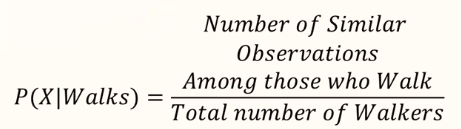 Number of Similar
Observations
Among those who Walk
P(X|Walks) =
Total number of Walkers